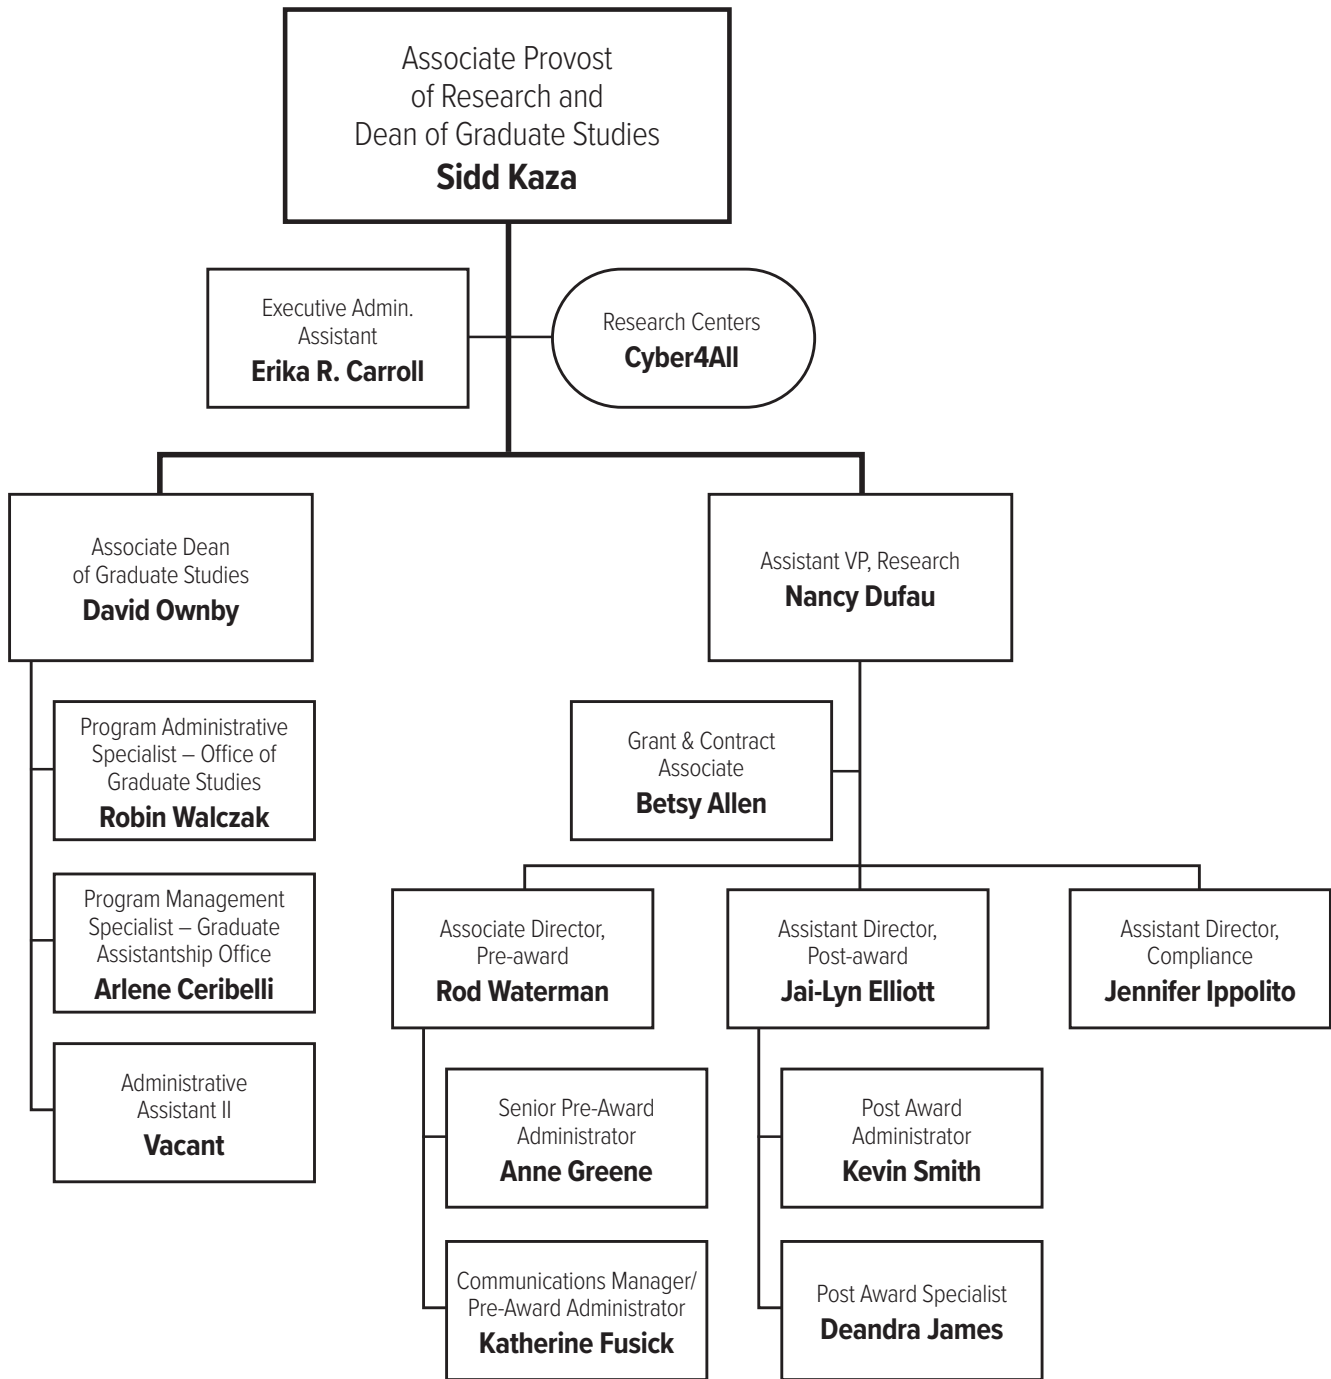 Associate Provost
of Research and
Dean of Graduate Studies
Sidd Kaza
Executive Admin.
Assistant
Erika R. Carroll
Research Centers
Cyber4All
Associate Dean
of Graduate Studies
David Ownby
Assistant VP, Research
Nancy Dufau
Program Administrative
Specialist – Office of
Graduate Studies
Robin Walczak
Grant & Contract
Associate
Betsy Allen
Program Management
Specialist – Graduate
Assistantship Office
Arlene Ceribelli
Associate Director,
Pre-award
Rod Waterman
Assistant Director,
Post-award
Jai-Lyn Elliott
Assistant Director,
Compliance
Jennifer Ippolito
Administrative
Assistant II
Vacant
Senior Pre-Award
Administrator
Anne Greene
Post Award
Administrator
Kevin Smith
Communications Manager/
Pre-Award Administrator
Katherine Fusick
Post Award Specialist
Deandra James